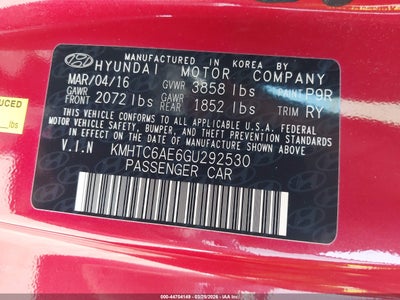 MANUFACTURED IN KOREA BY
HYUNDAI MOTOR COMPANY
MAR/04/16 GVWR 3858 lbs PAINT P9R
GAWR FRONT 2072 lbs GAWR REAR 1852 lbs TRIM RY
THIS VEHICLE CONFORMS TO ALL APPLICABLE
U.S. FEDERAL MOTOR VEHICLE
SAFETY, BUMPER, AND THEFT PREVENTION
STANDARDS IN EFFECT ON THE DATE OF
MANUFACTURE SHOWN ABOVE.
V.I.N KMHTC6AE6GU292530
PASSENGER CAR
UCED
lbs
000-44704149 - 03/29/2026 -